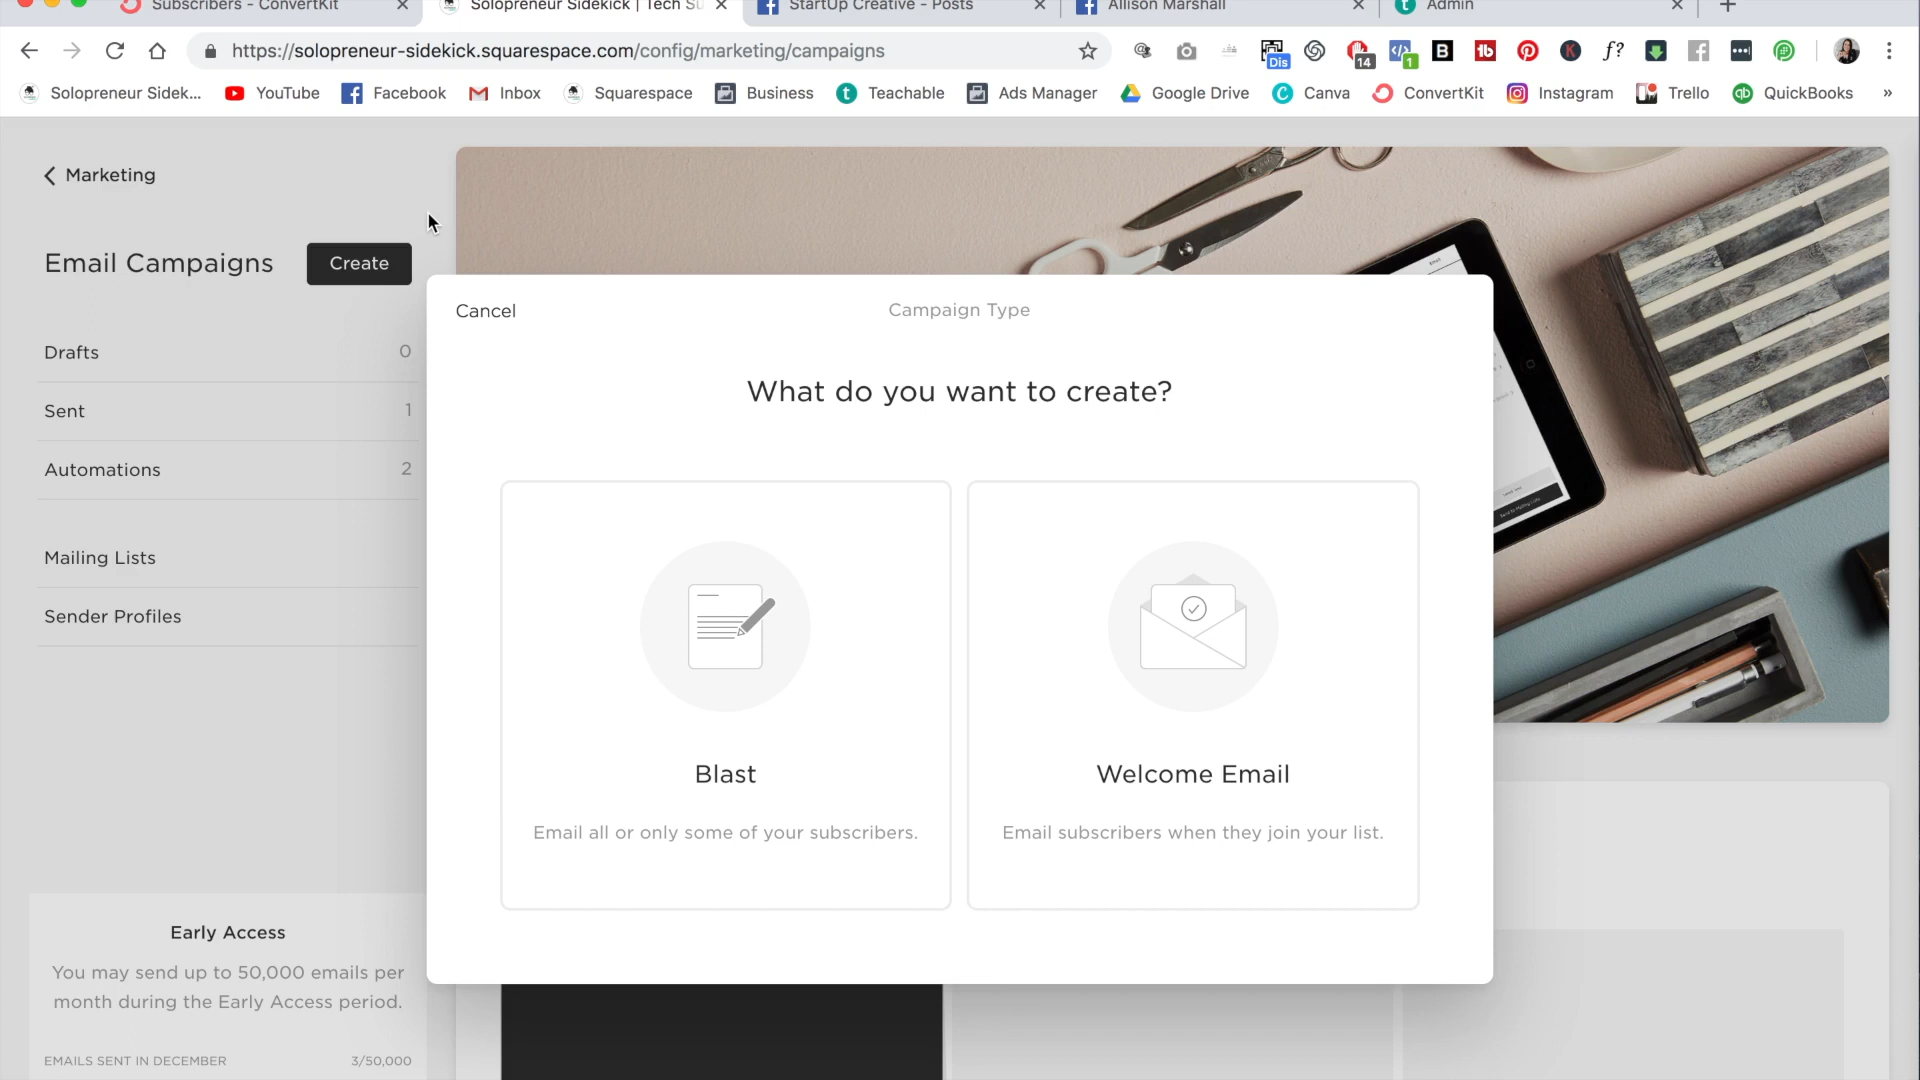 Subscribers - ConvertKit
Solopreneur Sidekick | Tech Su
StartUp Creative - Posts
Allison Marshall
Admin
https://solopreneur-sidekick.squarespace.com/config/marketing/campaigns
Dis
14
1
Solopreneur Sidek...
YouTube
Facebook
Inbox
Squarespace
Business
Teachable
Ads Manager
Google Drive
Canva
ConvertKit
Instagram
Trello
QuickBooks
»
Marketing
Email Campaigns
Create
Drafts 0
Sent 1
Automations 2
Mailing Lists
Sender Profiles
Cancel
Campaign Type
What do you want to create?
Blast
Email all or only some of your subscribers.
Welcome Email
Email subscribers when they join your list.
Early Access
You may send up to 50,000 emails per
month during the Early Access period.
EMAILS SENT IN DECEMBER 3/50,000